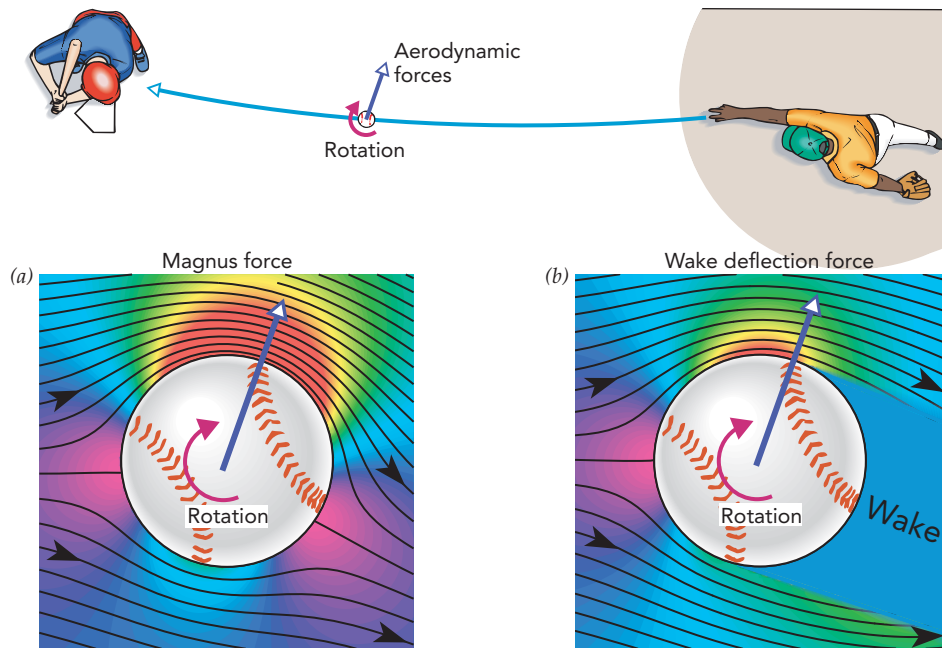 Aerodynamic
forces
Rotation
(a)
Magnus force
(b)
Wake deflection force
Rotation
Rotation
Wake